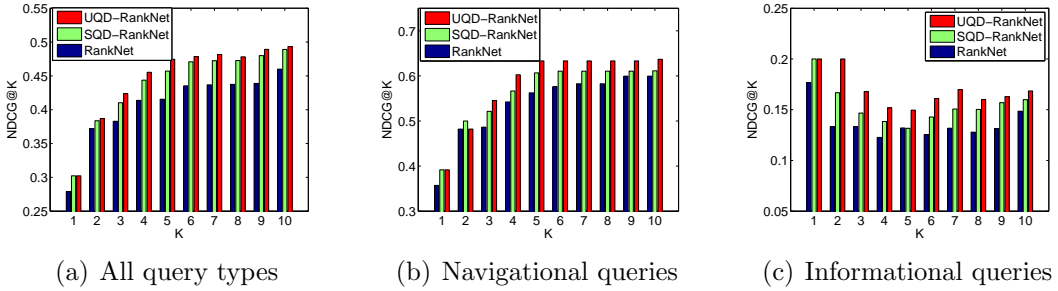 UQD-RankNet
SQD-RankNet
RankNet
0.5
0.45
0.4
0.35
0.3
0.25
NDCG@K
1 2 3 4 5 6 7 8 9 10
K
(a) All query types
UQD-RankNet
SQD-RankNet
RankNet
0.7
0.6
0.5
0.4
0.3
NDCG@K
1 2 3 4 5 6 7 8 9 10
K
(b) Navigational queries
UQD-RankNet
SQD-RankNet
RankNet
0.25
0.2
0.15
0.1
0.05
NDCG@K
1 2 3 4 5 6 7 8 9 10
K
(c) Informational queries